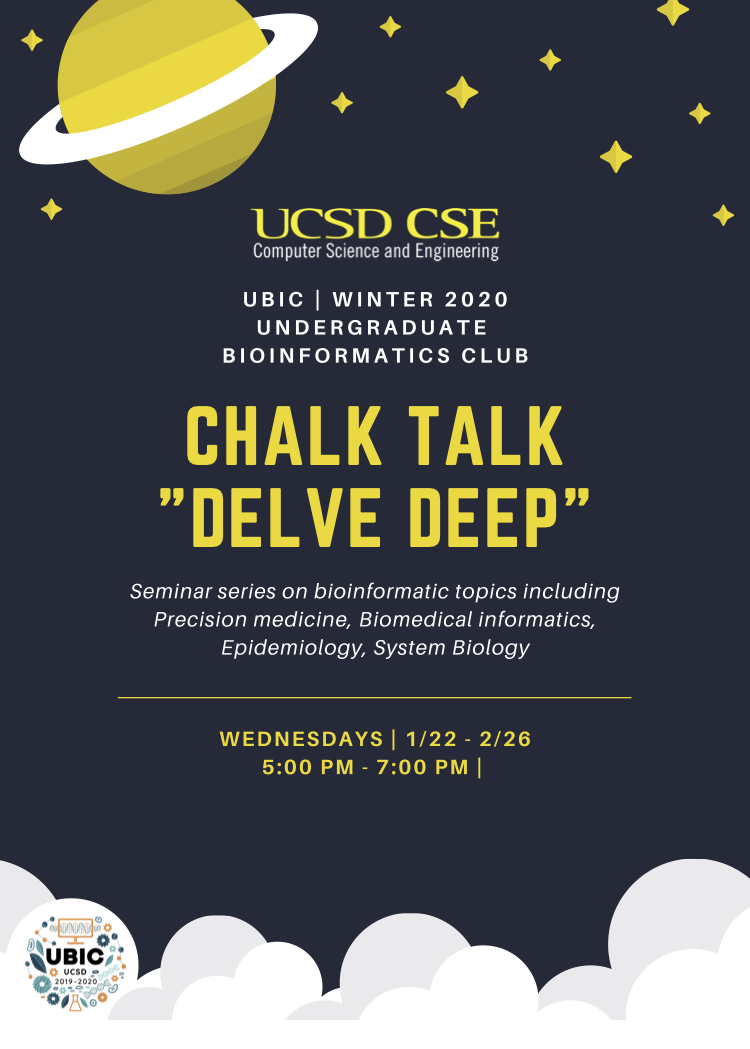 UCSD CSE
Computer Science and Engineering
UBIC | WINTER 2020
UNDERGRADUATE
BIOINFORMATICS CLUB
CHALK TALK
”DELVE DEEP”
Seminar series on bioinformatic topics including
Precision medicine, Biomedical informatics,
Epidemiology, System Biology
WEDNESDAYS | 1/22 - 2/26
5:00 PM - 7:00 PM |
UBIC
UCSD
2019-2020